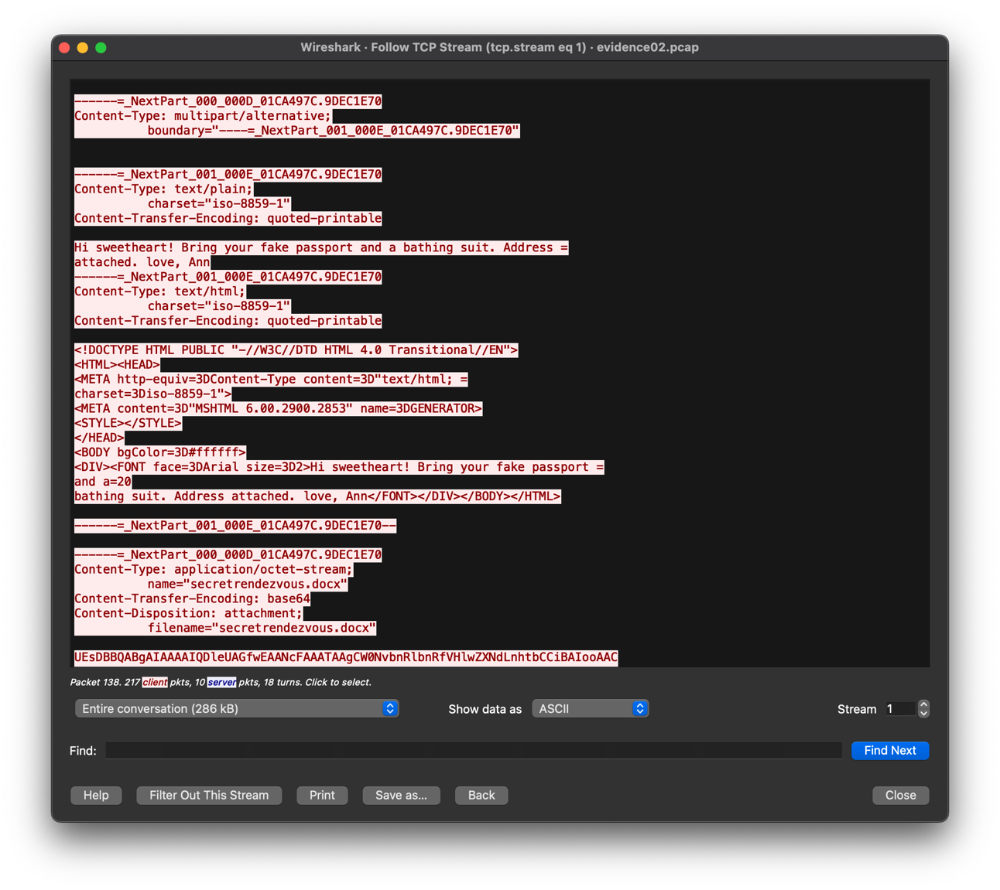 Wireshark · Follow TCP Stream (tcp.stream eq 1) · evidence02.pcap
------=_NextPart_000_000D_01CA497C.9DEC1E70
Content-Type: multipart/alternative;
boundary="----=_NextPart_001_000E_01CA497C.9DEC1E70"
------=_NextPart_001_000E_01CA497C.9DEC1E70
Content-Type: text/plain;
charset="iso-8859-1"
Content-Transfer-Encoding: quoted-printable
Hi sweetheart! Bring your fake passport and a bathing suit. Address =
attached. love, Ann
------=_NextPart_001_000E_01CA497C.9DEC1E70
Content-Type: text/html;
charset="iso-8859-1"
Content-Transfer-Encoding: quoted-printable
<!DOCTYPE HTML PUBLIC "-//W3C//DTD HTML 4.0 Transitional//EN">
<HTML><HEAD>
<META http-equiv=3DContent-Type content=3D"text/html; =
charset=3Diso-8859-1">
<META content=3D"MSHTML 6.00.2900.2853" name=3DGENERATOR>
<STYLE></STYLE>
</HEAD>
<BODY bgColor=3D#ffffff>
<DIV><FONT face=3DArial size=3D2>Hi sweetheart! Bring your fake passport =
and a=20
bathing suit. Address attached. love, Ann</FONT></DIV></BODY></HTML>
------=_NextPart_001_000E_01CA497C.9DEC1E70--
------=_NextPart_000_000D_01CA497C.9DEC1E70
Content-Type: application/octet-stream;
name="secretrendezvous.docx"
Content-Transfer-Encoding: base64
Content-Disposition: attachment;
filename="secretrendezvous.docx"
UEsDBBQABgAIAAAAIQDleUAGfwEAANcFAAATAAgCW0NvbnRlbnRfVHlwZXNdLnhtbCCiBAIooAAC
Packet 138. 217 client pkts, 10 server pkts, 18 turns. Click to select.
Entire conversation (286 kB) Show data as ASCII Stream 1
Find: Find Next
Help Filter Out This Stream Print Save as... Back Close